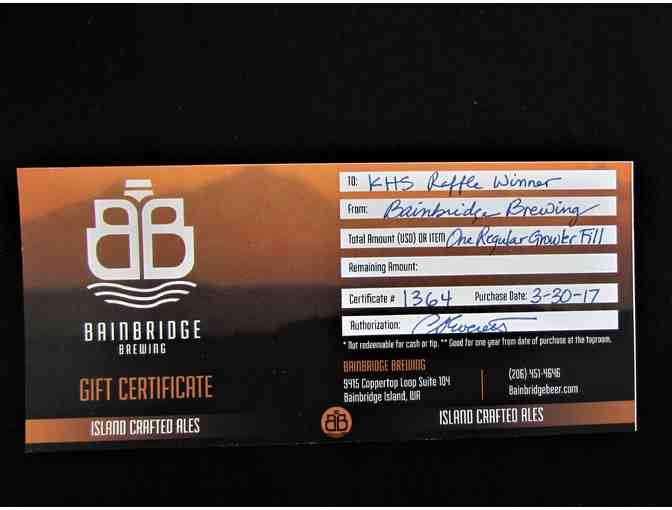 BB
BAINBRIDGE
BREWING
GIFT CERTIFICATE
ISLAND CRAFTED ALES
TO: KHS Raffle Winner
From: Bainbridge Brewing
Total Amount (USD) OR ITEM One Regular Growler Fill
Remaining Amount:
Certificate # 1364 Purchase Date: 3-30-17
Authorization:
* Not redeemable for cash or tip. ** Good for one year from date of purchase at the taproom.
BAINBRIDGE BREWING
9415 Coppertop Loop Suite 104
Bainbridge Island, WA
(206) 451-4646
Bainbridgebeer.com
BB
ISLAND CRAFTED ALES